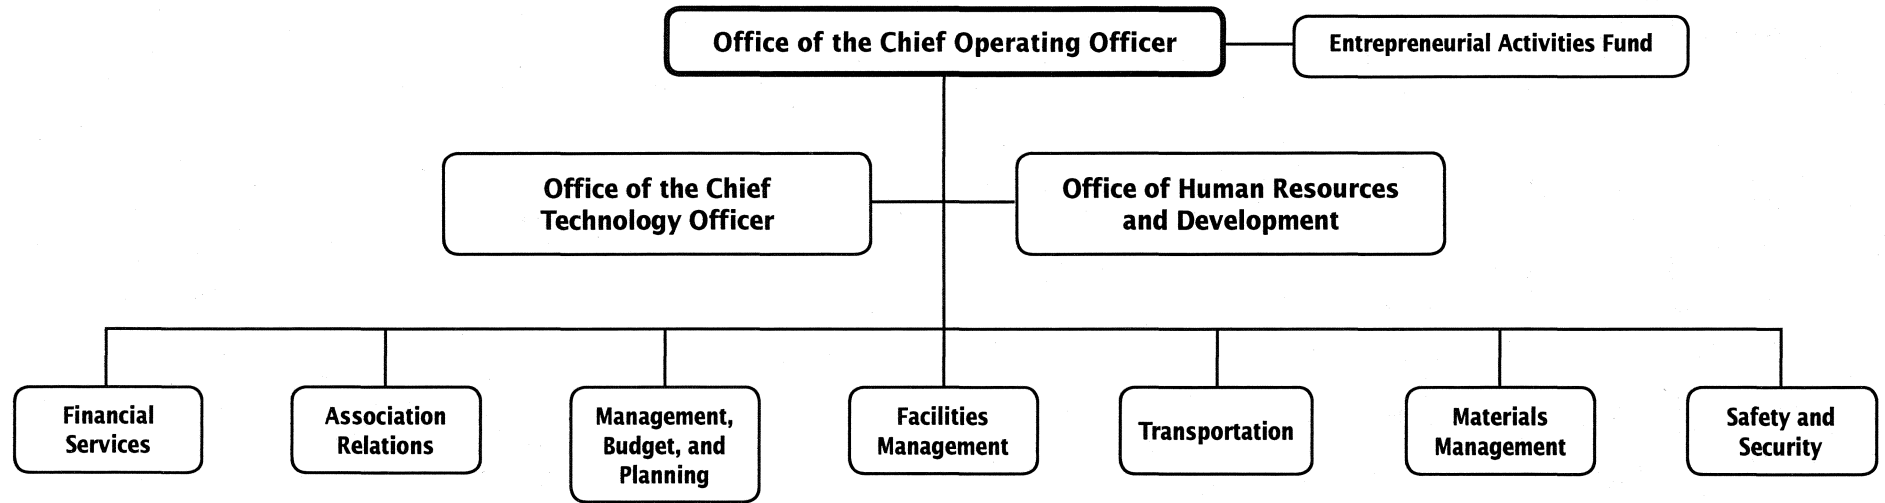 Office of the Chief Operating Officer
Entrepreneurial Activities Fund
Office of the Chief
Technology Officer
Office of Human Resources
and Development
Financial
Services
Association
Relations
Management,
Budget, and
Planning
Facilities
Management
Transportation
Materials
Management
Safety and
Security